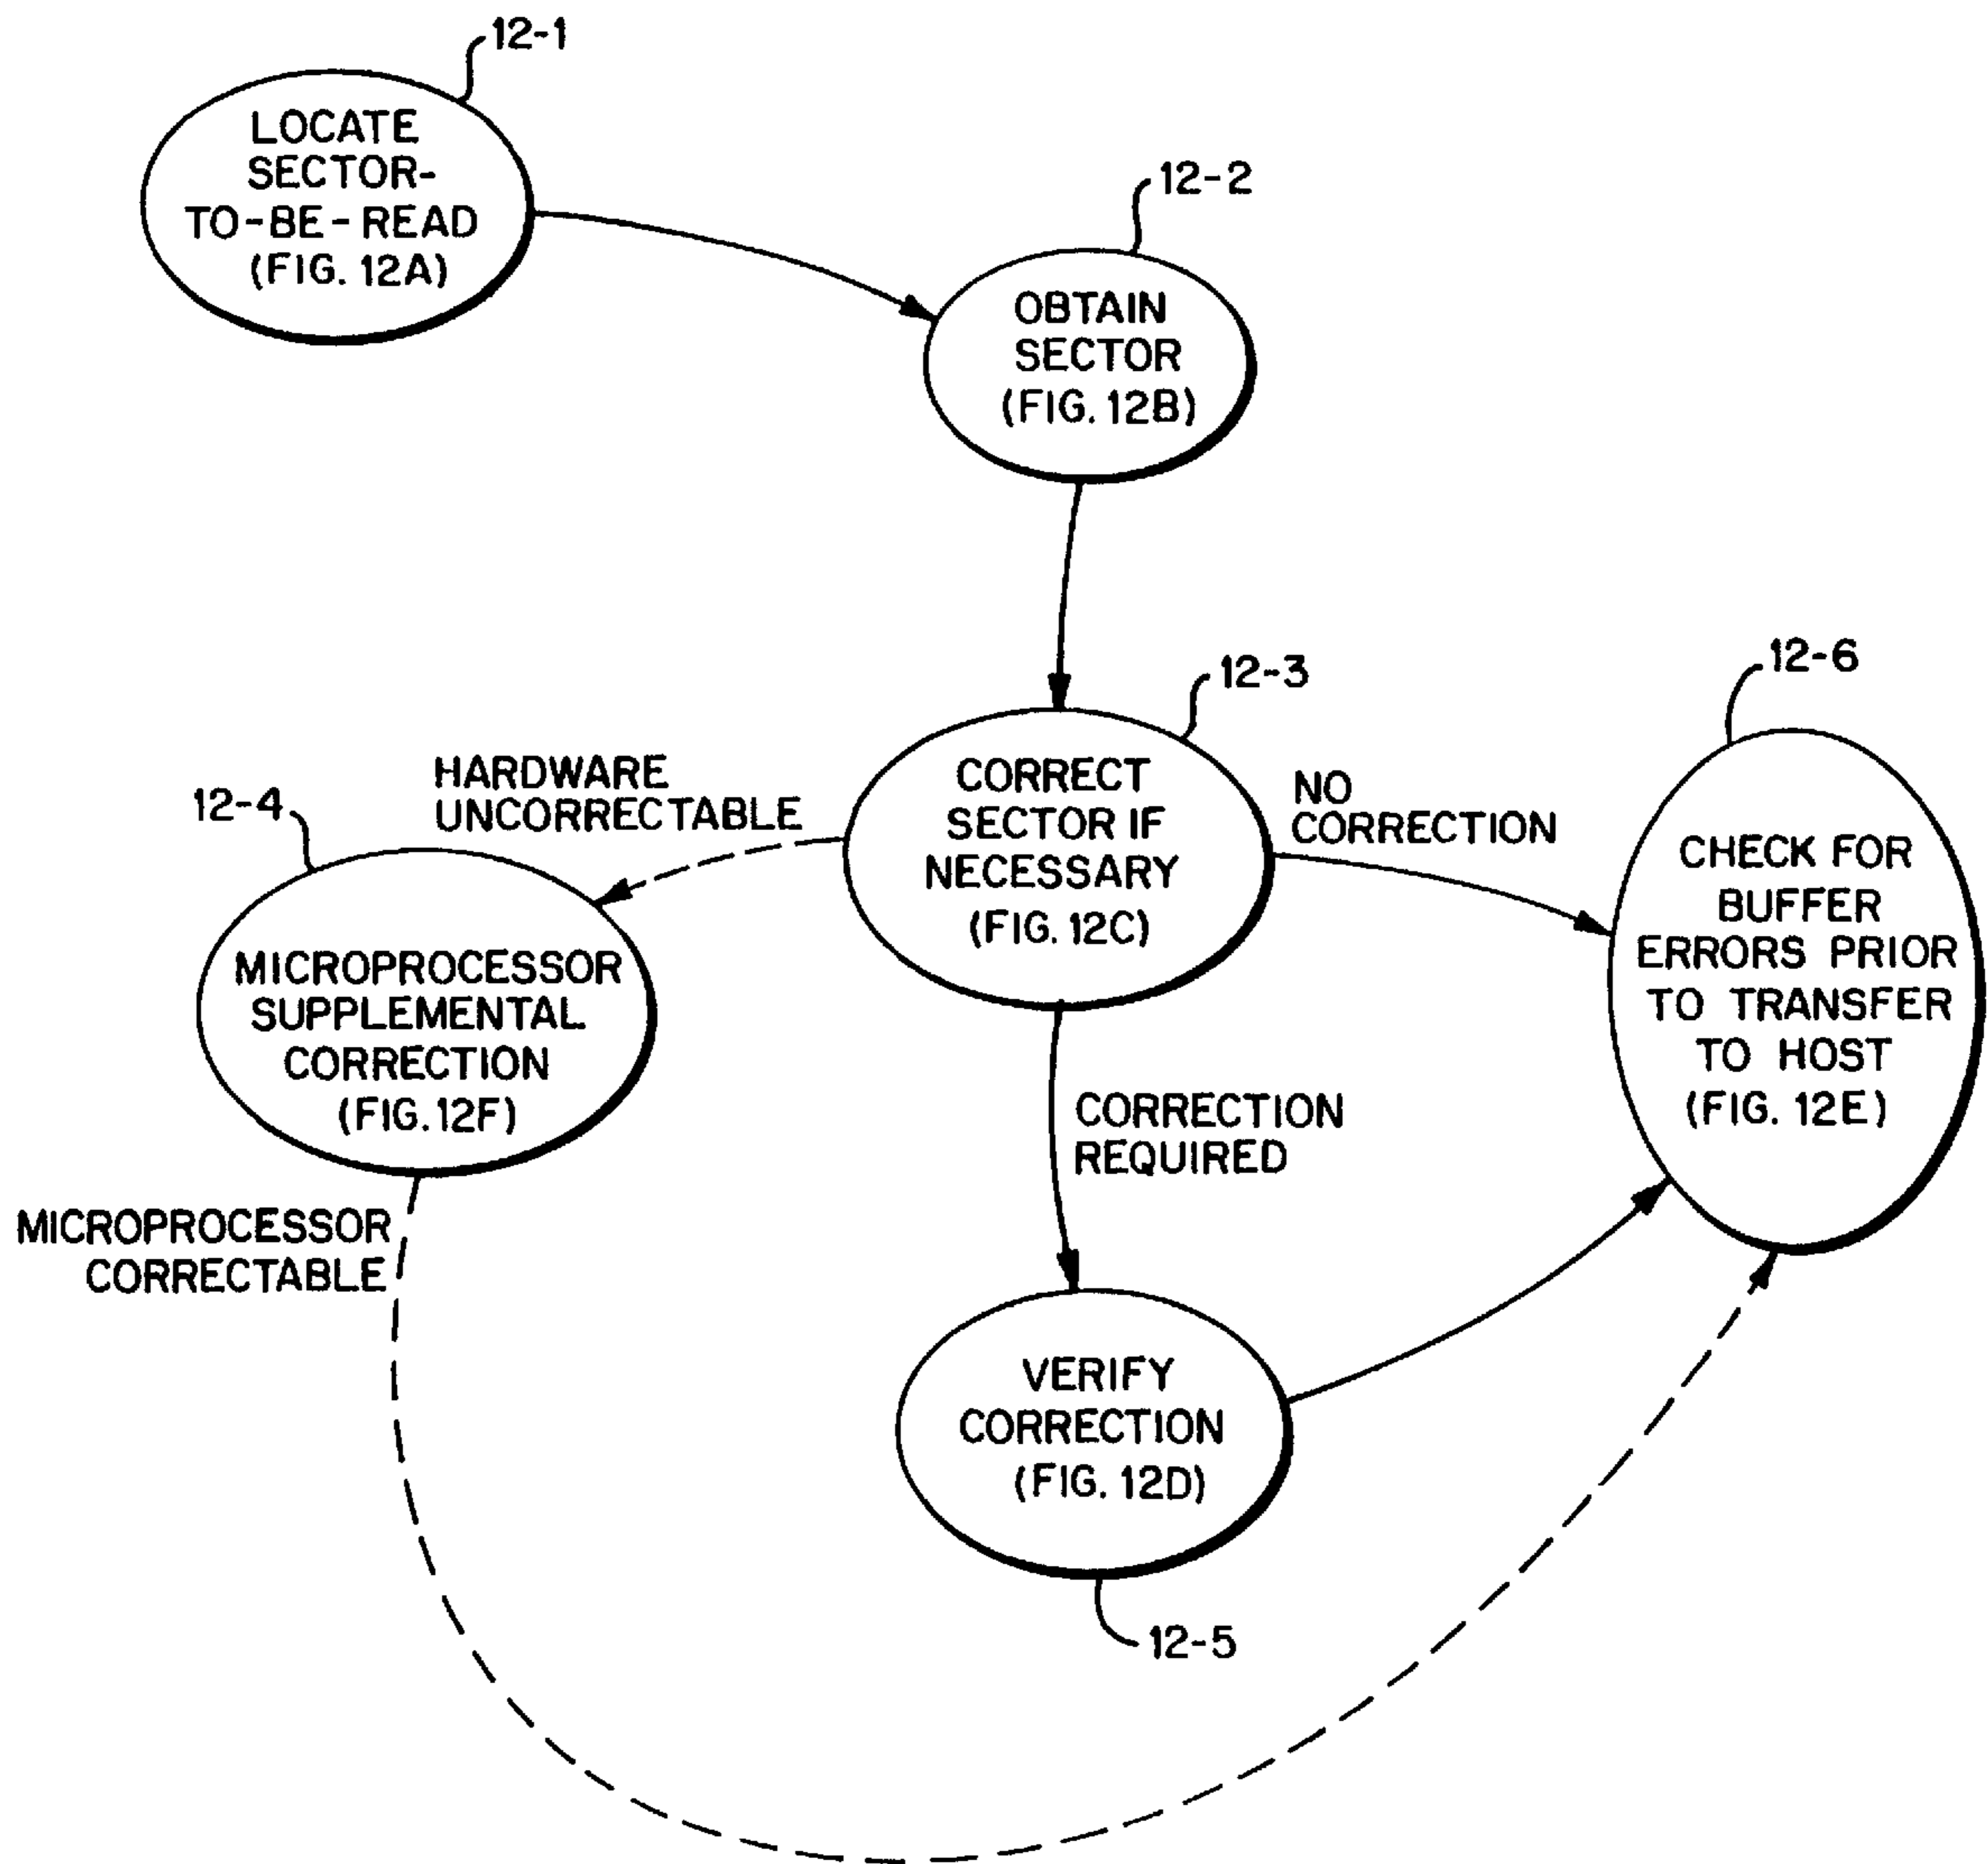 12-1
LOCATE
SECTOR-
TO-BE-READ
(FIG. 12A)
12-2
OBTAIN
SECTOR
(FIG. 12B)
12-3
CORRECT
SECTOR IF
NECESSARY
(FIG. 12C)
HARDWARE
UNCORRECTABLE
12-4
MICROPROCESSOR
SUPPLEMENTAL
CORRECTION
(FIG. 12F)
MICROPROCESSOR
CORRECTABLE
NO
CORRECTION
12-6
CHECK FOR
BUFFER
ERRORS PRIOR
TO TRANSFER
TO HOST
(FIG. 12E)
CORRECTION
REQUIRED
VERIFY
CORRECTION
(FIG. 12D)
12-5